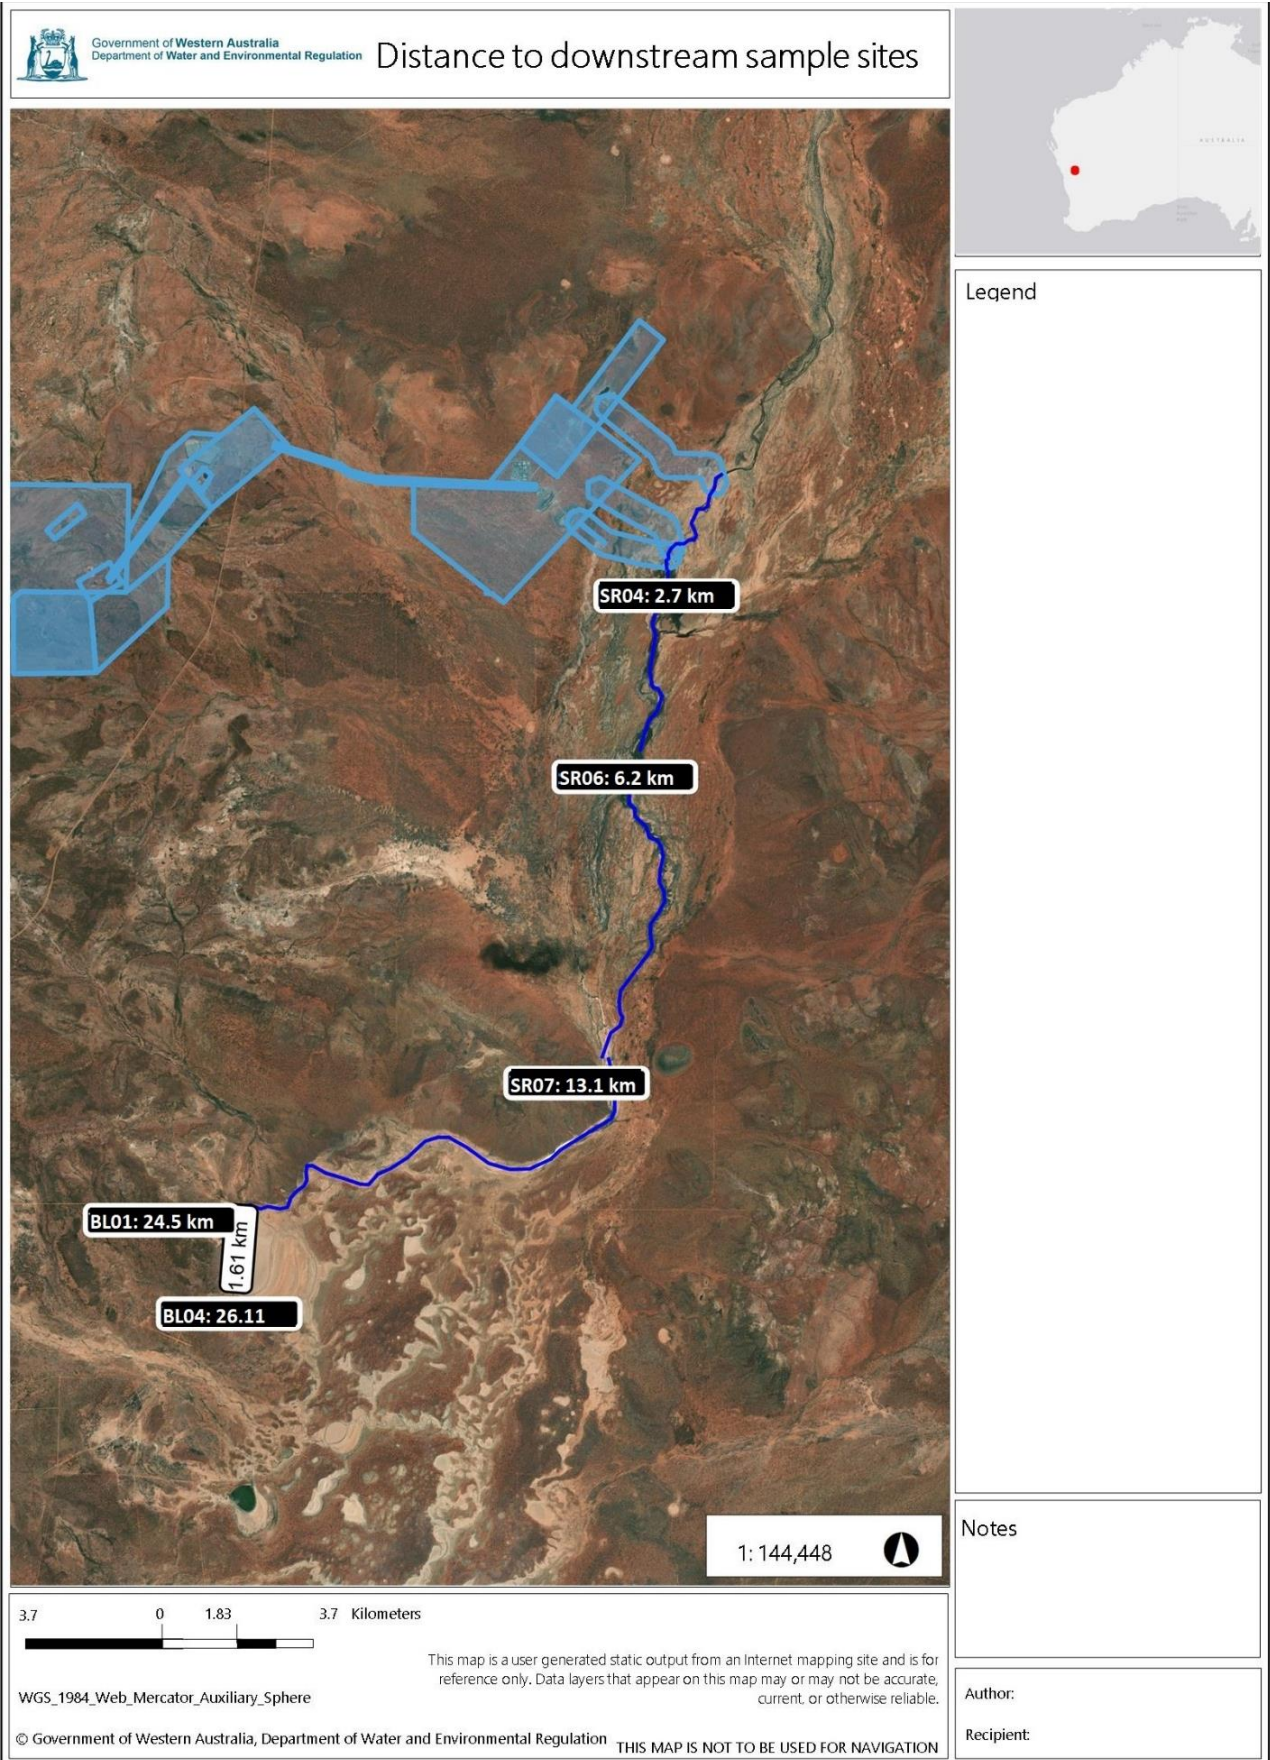 Government of Western Australia
Department of Water and Environmental Regulation
Distance to downstream sample sites
AUSTRALIA
Legend
SR04: 2.7 km
SR06: 6.2 km
SR07: 13.1 km
BL01: 24.5 km
1.61 km
BL04: 26.11
1: 144,448
Notes
3.7 0 1.83 3.7 Kilometers
This map is a user generated static output from an Internet mapping site and is for
reference only. Data layers that appear on this map may or may not be accurate,
current, or otherwise reliable.
WGS_1984_Web_Mercator_Auxiliary_Sphere
© Government of Western Australia, Department of Water and Environmental Regulation
THIS MAP IS NOT TO BE USED FOR NAVIGATION
Author:
Recipient: